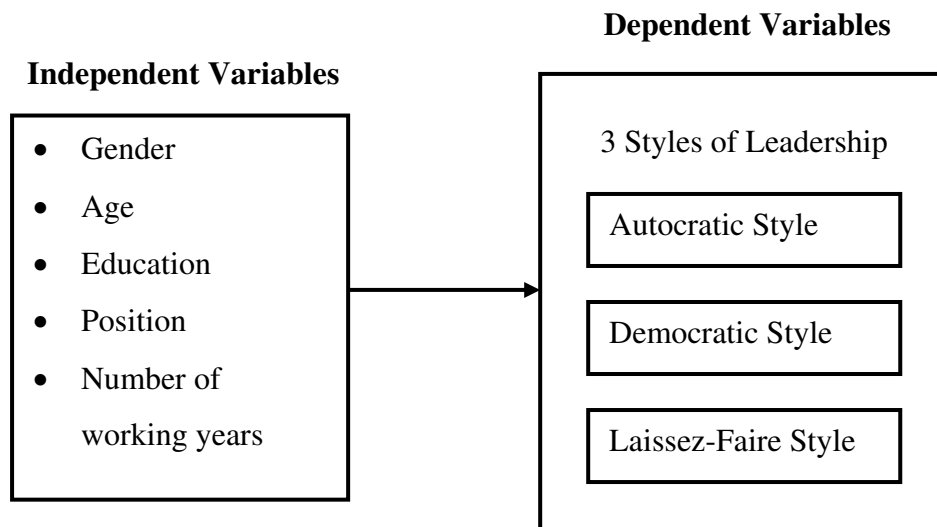 Independent Variables
• Gender
• Age
• Education
• Position
• Number of
working years
Dependent Variables
3 Styles of Leadership
Autocratic Style
Democratic Style
Laissez-Faire Style